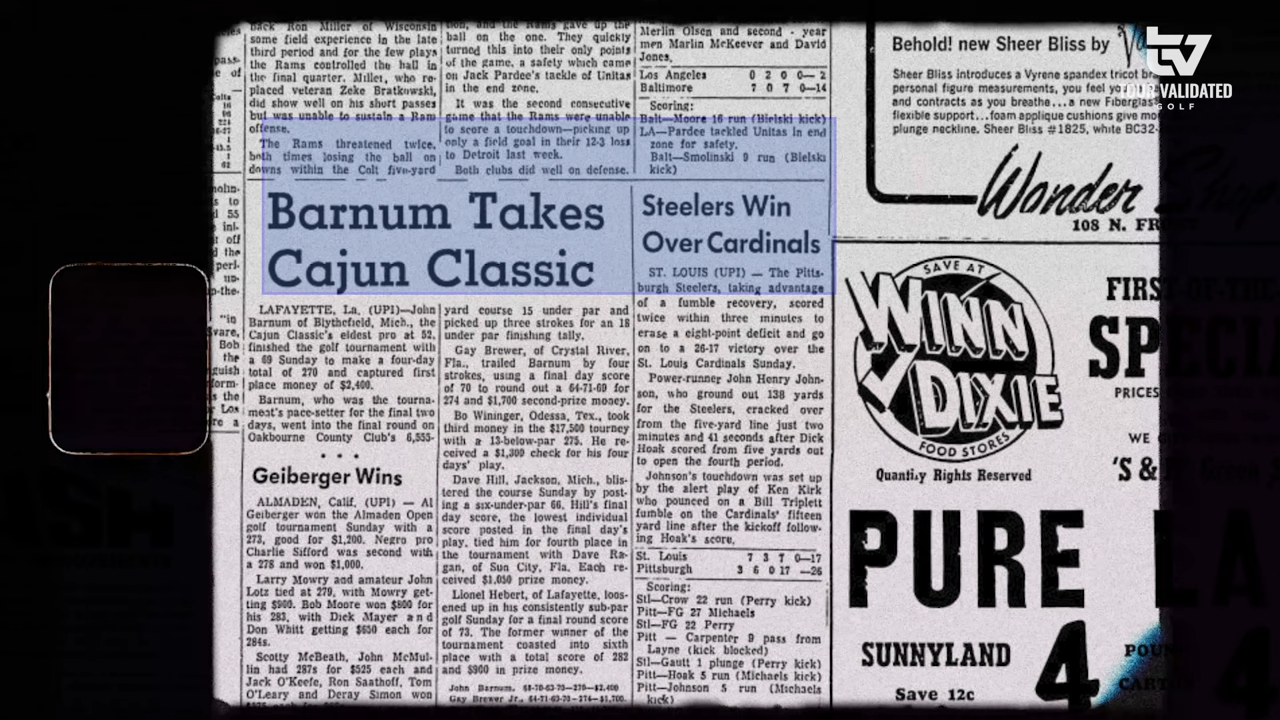 back Ron Miller of Wisconsin
some field experience in the late
third period and for the few plays
the Rams controlled the ball in
the final quarter. Miller, who re-
placed veteran Zeke Bratkowski,
did show well on his short passes
but was unable to sustain a Ram
offense.
The Rams threatened twice,
both times losing the ball on
downs within the Colt five-yard
tion, and the Rams gave up the
ball on the one. They quickly
turned this into their only points
of the game, a safety which came
on Jack Pardee's tackle of Unitas
in the end zone.
It was the second consecutive
game that the Rams were unable
to score a touchdown—picking up
only a field goal in their 12-3 loss
to Detroit last week.
Both clubs did well on defense.
Merlin Olsen and second - year
men Marlin McKeever and David
Jones.
Los Angeles 0 2 0 0— 2
Baltimore 7 0 7 0—14
Scoring:
Balt—Moore 16 run (Bielski kick)
LA—Pardee tackled Unitas in end
zone for safety.
Balt—Smolinski 9 run (Bielski
kick)
Barnum Takes
Cajun Classic
LAFAYETTE, La. (UPI)—John
Barnum of Blythefield, Mich., the
Cajun Classic's eldest pro at 52,
finished the golf tournament with
a 69 Sunday to make a four-day
total of 270 and captured first
place money of $2,400.
Barnum, who was the tourna-
ment's pace-setter for the final two
days, went into the final round on
Oakbourne County Club's 6,555-
yard course 15 under par and
picked up three strokes for an 18
under par finishing tally.
Gay Brewer, of Crystal River,
Fla., trailed Barnum by four
strokes, using a final day score
of 70 to round out a 64-71-69 for
274 and $1,700 second-prize money.
Bo Wininger, Odessa, Tex., took
third money in the $17,500 tourney
with a 13-below-par 275. He re-
ceived a $1,300 check for his four
days' play.
Dave Hill, Jackson, Mich., blis-
tered the course Sunday by post-
ing a six-under-par 66. Hill's final
day score, the lowest individual
score posted in the final day's
play, tied him for fourth place in
the tournament with Dave Ra-
gan, of Sun City, Fla. Each re-
ceived $1,050 prize money.
Lionel Hebert, of Lafayette, loos-
ened up in his consistently sub-par
golf Sunday for a final round score
of 73. The former winner of the
tournament coasted into sixth
place with a total score of 282
and $900 in prize money.
John Barnum, 64-70-63-73—270—$2,400
Gay Brewer Jr., 64-71-69-70—274—$1,700.
Geiberger Wins
ALMADEN, Calif. (UPI) — Al
Geiberger won the Almaden Open
golf tournament Sunday with a
273, good for $1,200. Negro pro
Charlie Sifford was second with
a 278 and won $1,000.
Larry Mowry and amateur John
Lotz tied at 279, with Mowry get-
ting $900. Bob Moore won $800 for
his 283, with Dick Mayer and
Don Whitt getting $650 each for
284s.
Scotty McBeath, John McMul-
lin had 287s for $525 each and
Jack O'Keefe, Ron Saathoff, Tom
O'Leary and Deray Simon won
Steelers Win
Over Cardinals
ST. LOUIS (UPI) — The Pitts-
burgh Steelers, taking advantage
of a fumble recovery, scored
twice within three minutes to
erase a eight-point deficit and go
on to a 26-17 victory over the
St. Louis Cardinals Sunday.
Power-runner John Henry John-
son, who ground out 138 yards
for the Steelers, cracked over
from the five-yard line just two
minutes and 41 seconds after Dick
Hoak scored from five yards out
to open the fourth period.
Johnson's touchdown was set up
by the alert play of Ken Kirk
who pounced on a Bill Triplett
fumble on the Cardinals' fifteen
yard line after the kickoff follow-
ing Hoak's score.
St. Louis 7 3 7 0—17
Pittsburgh 3 6 0 17 —26
Scoring:
Stl—Crow 22 run (Perry kick)
Pitt—FG 27 Michaels
Stl—FG 22 Perry
Pitt — Carpenter 9 pass from
Layne (kick blocked)
Stl—Gault 1 plunge (Perry kick)
Pitt—Hoak 5 run (Michaels kick)
Pitt—Johnson 5 run (Michaels
kick)
Behold! new Sheer Bliss by
Sheer Bliss introduces a Vyrene spandex tricot
personal figure measurements, you feel
and contracts as you breathe...a new Fiberglas
flexible support...foam applique cushions give
plunge neckline. Sheer Bliss #1825, white BC32-
Wonder Shop
108 N. FR
SAVE AT
WINN
DIXIE
FOOD STORES
Quantity Rights Reserved
FIRST-OF-THE
SPECIA
PRICES
WE
'S &
PURE LA
SUNNYLAND
Save 12c
4
POUN
CART
tv
TOUR VALIDATED
GOLF